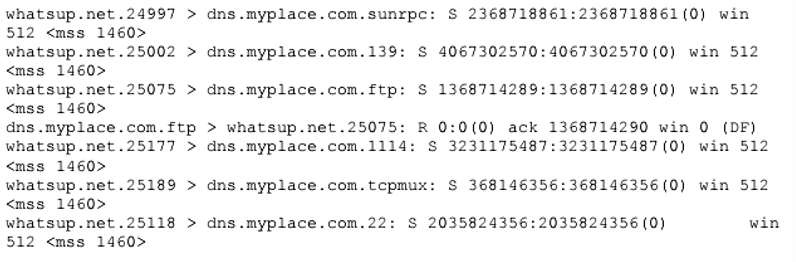 whatsup.net.24997 > dns.myplace.com.sunrpc: S 2368718861:2368718861(0) win
512 <mss 1460>
whatsup.net.25002 > dns.myplace.com.139: S 4067302570:4067302570(0) win 512
<mss 1460>
whatsup.net.25075 > dns.myplace.com.ftp: S 1368714289:1368714289(0) win 512
<mss 1460>
dns.myplace.com.ftp > whatsup.net.25075: R 0:0(0) ack 1368714290 win 0 (DF)
whatsup.net.25177 > dns.myplace.com.1114: S 3231175487:3231175487(0) win 512
<mss 1460>
whatsup.net.25189 > dns.myplace.com.tcpmux: S 368146356:368146356(0) win 512
<mss 1460>
whatsup.net.25118 > dns.myplace.com.22: S 2035824356:2035824356(0) win
512 <mss 1460>